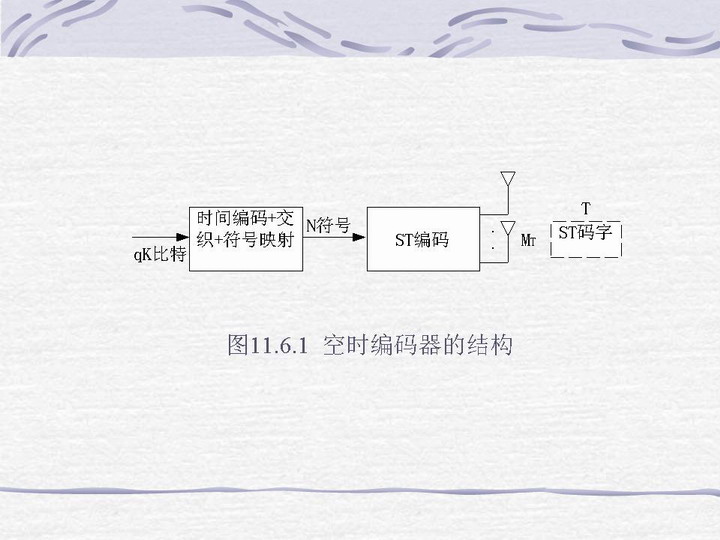 时间编码+交
织+符号映射
qK比特
N符号
ST编码
MT
T
ST码字
图11.6.1 空时编码器的结构